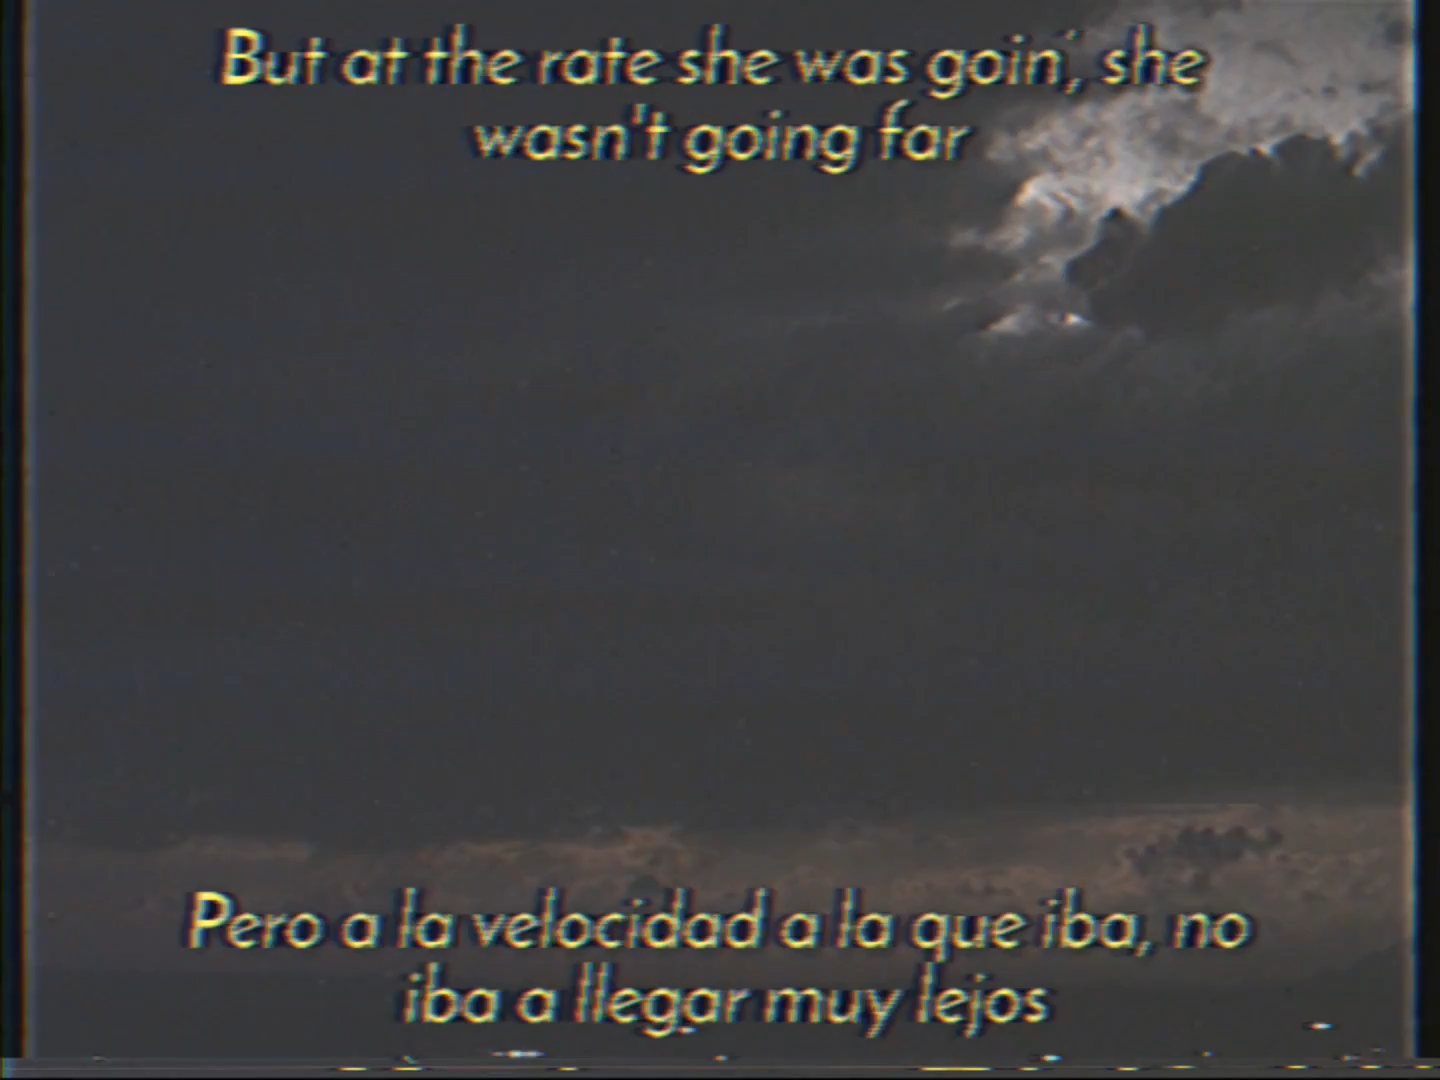 But at the rate she was goin', she
wasn't going far
Pero a la velocidad a la que iba, no
iba a llegar muy lejos